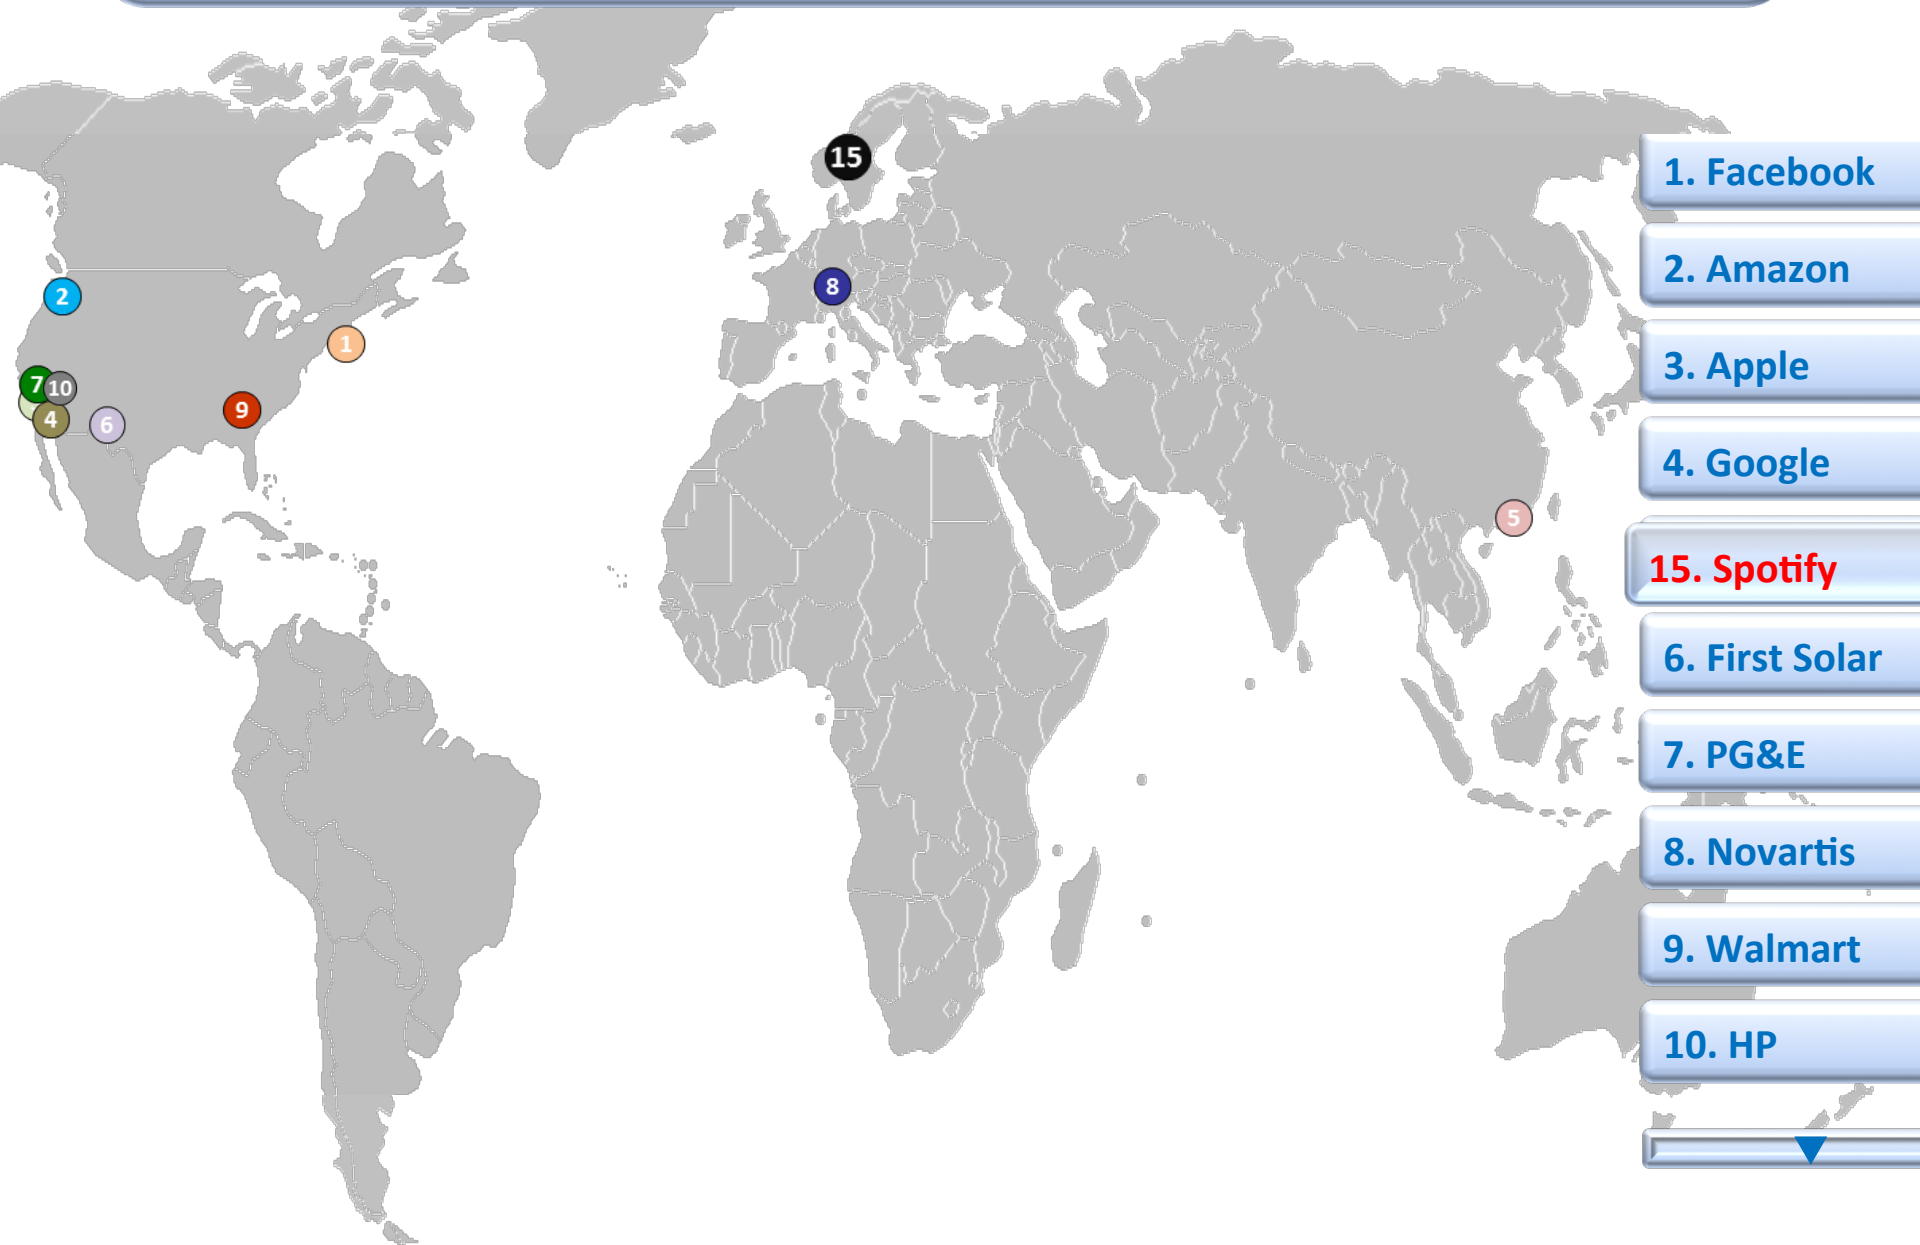 15
1. Facebook
2. Amazon
8
2
1
3. Apple
7
10
4
6
9
4. Google
5
15. Spotify
6. First Solar
7. PG&E
8. Novartis
9. Walmart
10. HP